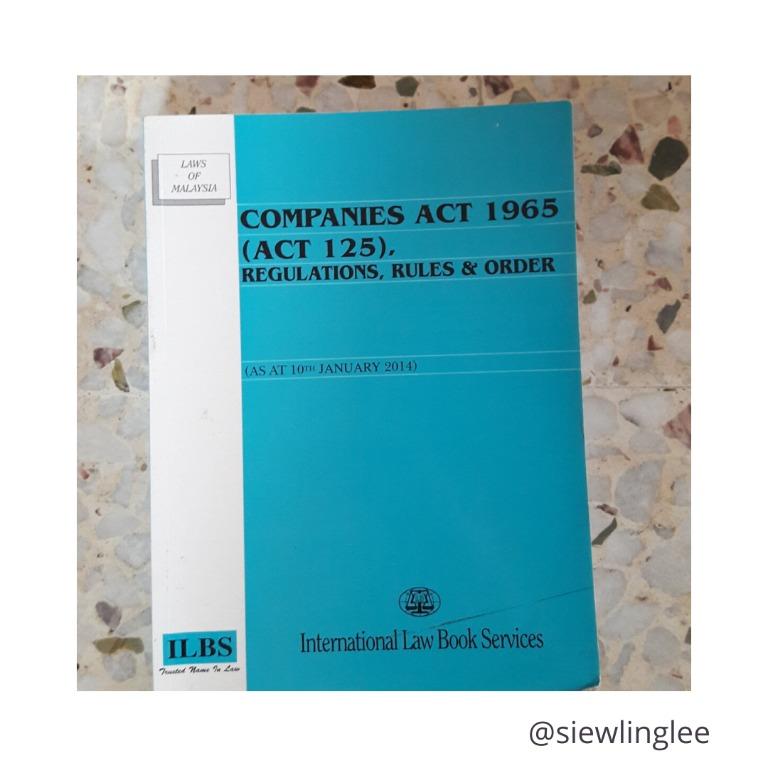 LAWS
OF
MALAYSIA
COMPANIES ACT 1965
(ACT 125),
REGULATIONS, RULES & ORDER
(AS AT 10TH JANUARY 2014)
International Law Book Services
ILBS
Trusted Name In Law
@siewlinglee